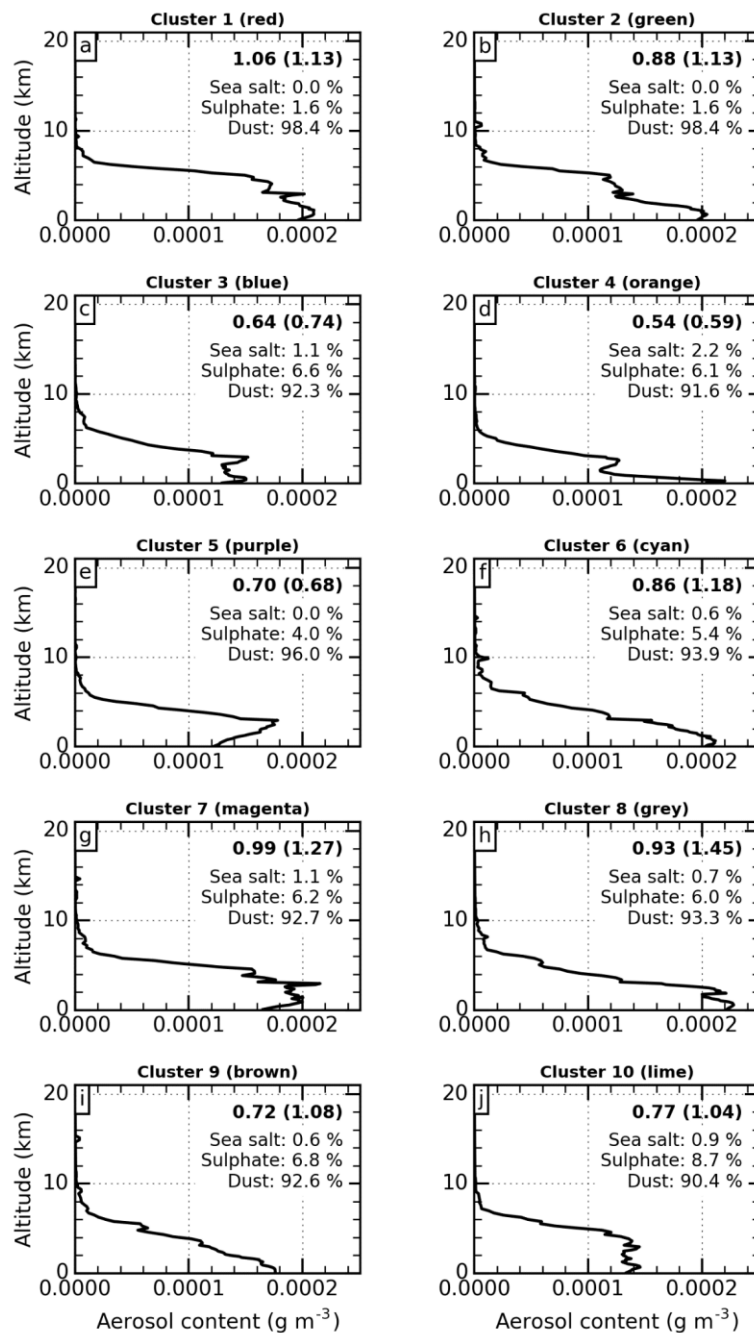 Cluster 1 (red)
a
1.06 (1.13)
Sea salt: 0.0 %
Sulphate: 1.6 %
Dust: 98.4 %
Altitude (km)
20
10
0
0.0000 0.0001 0.0002
Cluster 2 (green)
b
0.88 (1.13)
Sea salt: 0.0 %
Sulphate: 1.6 %
Dust: 98.4 %
20
10
0
0.0000 0.0001 0.0002
Cluster 3 (blue)
c
0.64 (0.74)
Sea salt: 1.1 %
Sulphate: 6.6 %
Dust: 92.3 %
Altitude (km)
20
10
0
0.0000 0.0001 0.0002
Cluster 4 (orange)
d
0.54 (0.59)
Sea salt: 2.2 %
Sulphate: 6.1 %
Dust: 91.6 %
20
10
0
0.0000 0.0001 0.0002
Cluster 5 (purple)
e
0.70 (0.68)
Sea salt: 0.0 %
Sulphate: 4.0 %
Dust: 96.0 %
Altitude (km)
20
10
0
0.0000 0.0001 0.0002
Cluster 6 (cyan)
f
0.86 (1.18)
Sea salt: 0.6 %
Sulphate: 5.4 %
Dust: 93.9 %
20
10
0
0.0000 0.0001 0.0002
Cluster 7 (magenta)
g
0.99 (1.27)
Sea salt: 1.1 %
Sulphate: 6.2 %
Dust: 92.7 %
Altitude (km)
20
10
0
0.0000 0.0001 0.0002
Cluster 8 (grey)
h
0.93 (1.45)
Sea salt: 0.7 %
Sulphate: 6.0 %
Dust: 93.3 %
20
10
0
0.0000 0.0001 0.0002
Cluster 9 (brown)
i
0.72 (1.08)
Sea salt: 0.6 %
Sulphate: 6.8 %
Dust: 92.6 %
Altitude (km)
20
10
0
0.0000 0.0001 0.0002
Aerosol content (g m⁻³)
Cluster 10 (lime)
j
0.77 (1.04)
Sea salt: 0.9 %
Sulphate: 8.7 %
Dust: 90.4 %
20
10
0
0.0000 0.0001 0.0002
Aerosol content (g m⁻³)